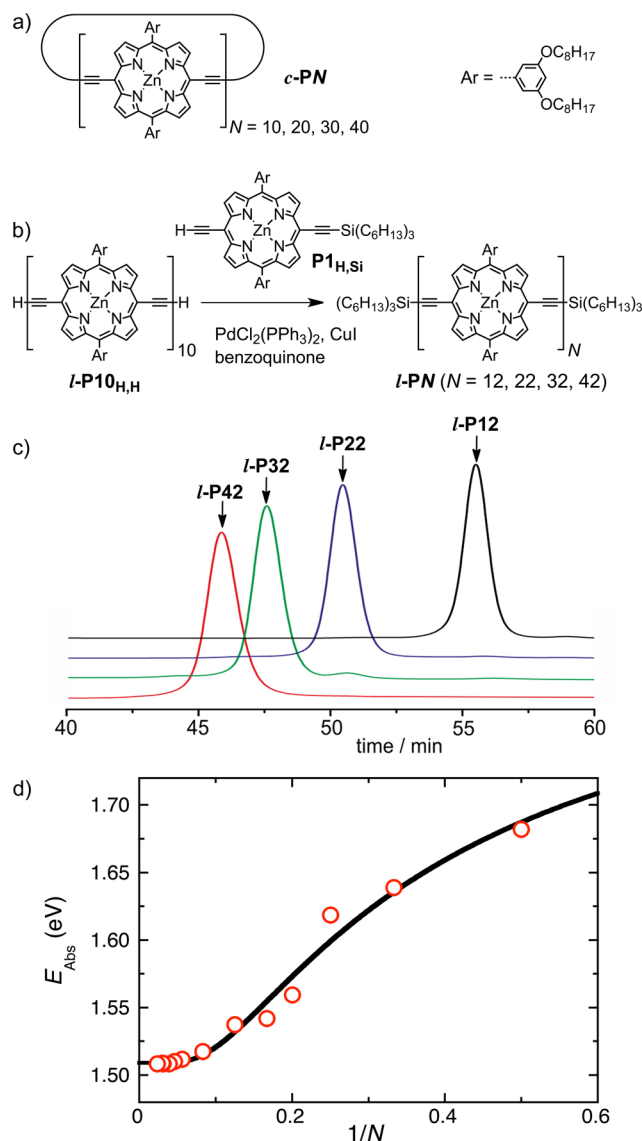 a)
Ar
Zn
N
N
N
N
Ar
N = 10, 20, 30, 40
c-PN
Ar =
OC₈H₁₇
OC₈H₁₇
b)
Ar
H
Zn
N
N
N
N
Si(C₆H₁₃)₃
Ar
P1H,Si
Ar
H
Zn
N
N
N
N
H
Ar
10
l-P10H,H
PdCl₂(PPh₃)₂, CuI
benzoquinone
Ar
(C₆H₁₃)₃Si
Zn
N
N
N
N
Si(C₆H₁₃)₃
Ar
N
l-PN (N = 12, 22, 32, 42)
c)
l-P42
l-P32
l-P22
l-P12
40 45 50 55 60
time / min
d)
1.70
1.65
1.60
1.55
1.50
E_Abs (eV)
0 0.2 0.4 0.6
1/N